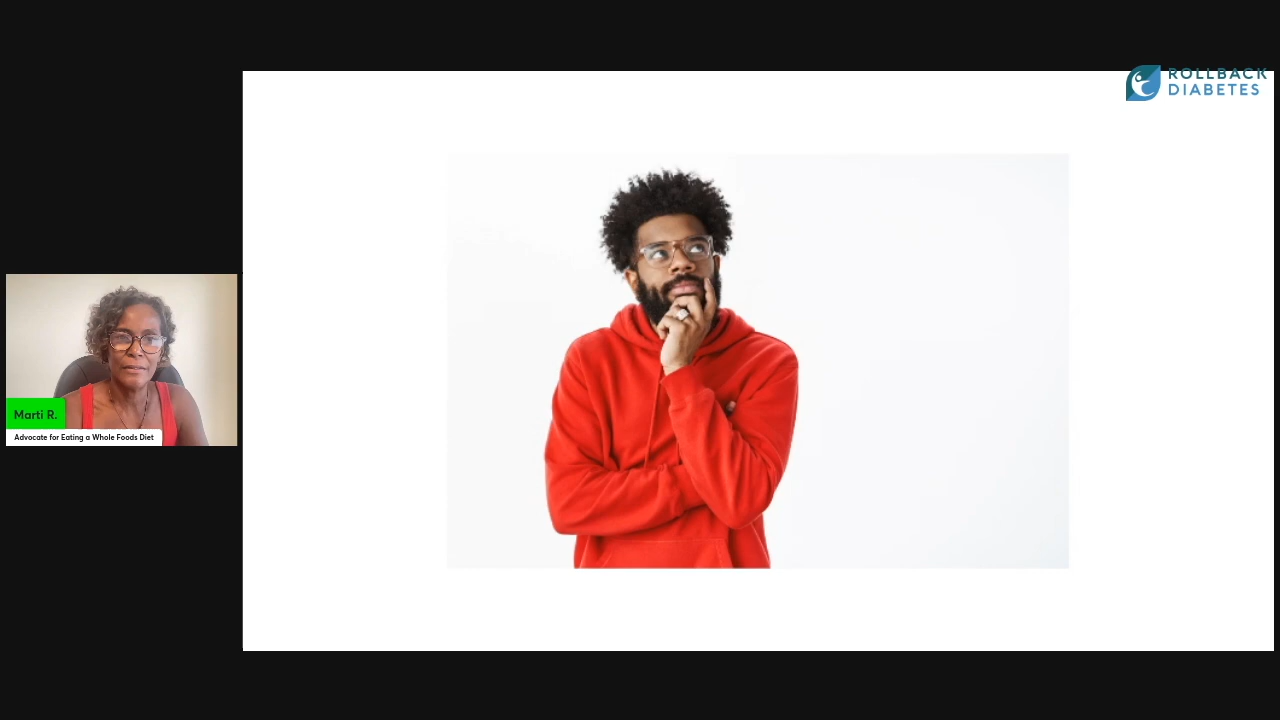 ROLLBACK
DIABETES
Marti R.
Advocate for Eating a Whole Foods Diet